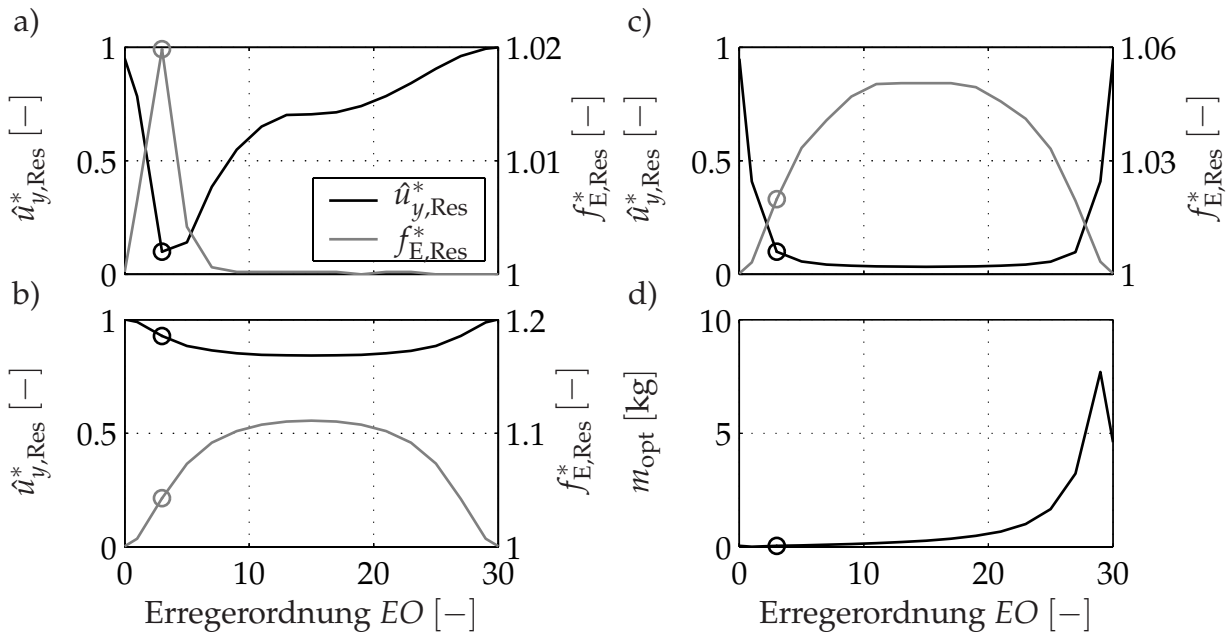 a)
1
0.5
0
û*y,Res [−]
1.02
1.01
1
f*E,Res [−]
û*y,Res
f*E,Res
c)
1
0.5
0
û*y,Res [−]
1.06
1.03
1
f*E,Res [−]
b)
1
0.5
0
û*y,Res [−]
1.2
1.1
1
f*E,Res [−]
0 10 20 30
Erregerordnung EO [−]
d)
10
5
0
mopt [kg]
0 10 20 30
Erregerordnung EO [−]